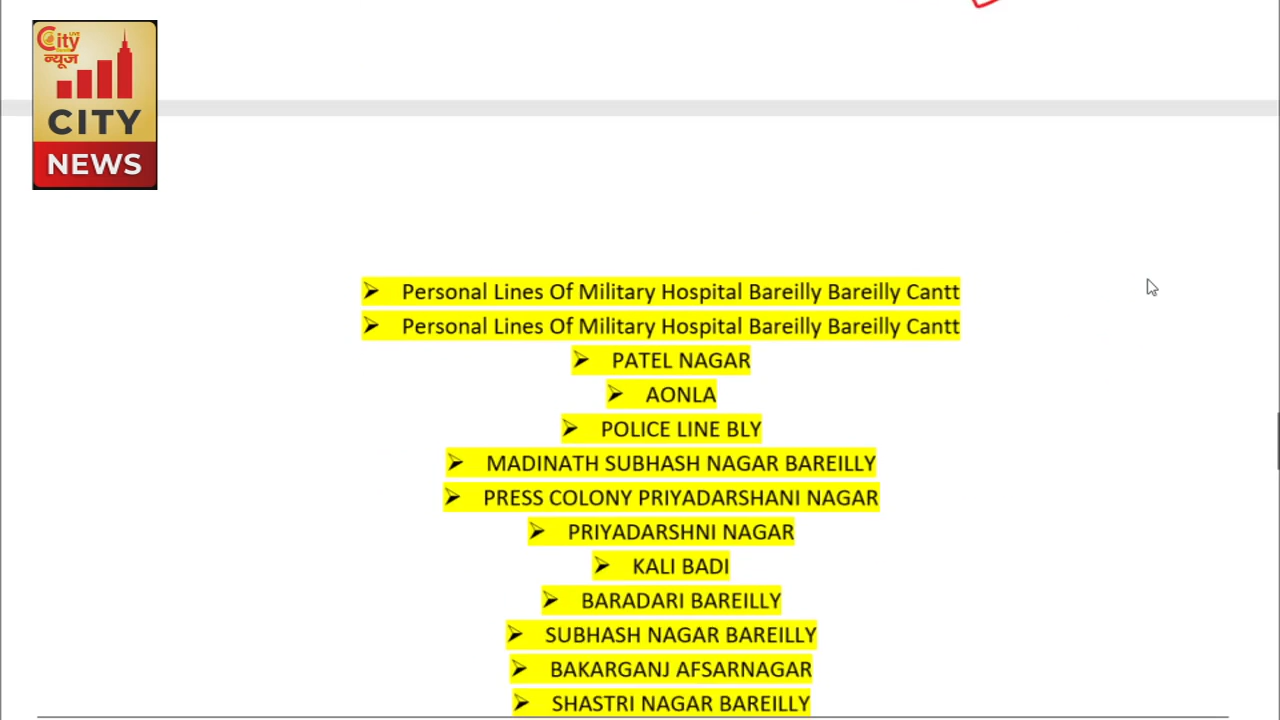 City LIVE
न्यूज
CITY
NEWS
➢ Personal Lines Of Military Hospital Bareilly Bareilly Cantt
➢ Personal Lines Of Military Hospital Bareilly Bareilly Cantt
➢ PATEL NAGAR
➢ AONLA
➢ POLICE LINE BLY
➢ MADINATH SUBHASH NAGAR BAREILLY
➢ PRESS COLONY PRIYADARSHANI NAGAR
➢ PRIYADARSHNI NAGAR
➢ KALI BADI
➢ BARADARI BAREILLY
➢ SUBHASH NAGAR BAREILLY
➢ BAKARGANJ AFSARNAGAR
➢ SHASTRI NAGAR BAREILLY